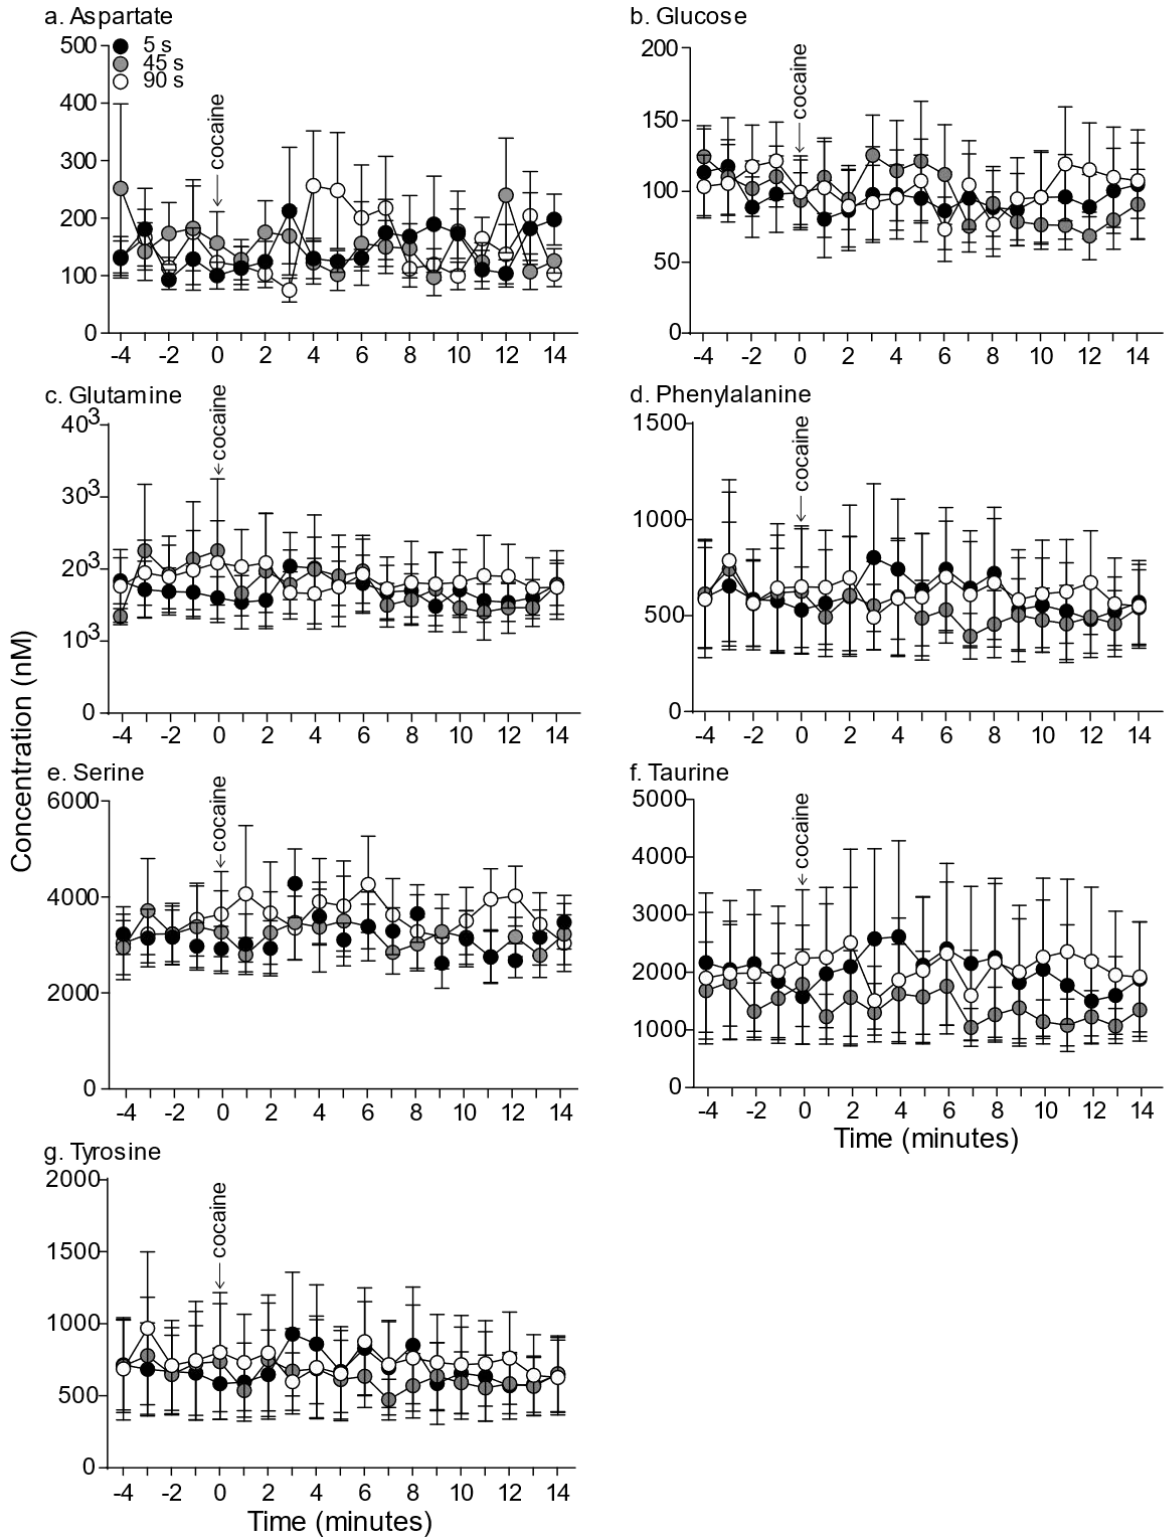 a. Aspartate
500
400
300
200
100
0
5 s
45 s
90 s
cocaine
-4 -2 0 2 4 6 8 10 12 14
b. Glucose
200
150
100
50
0
cocaine
-4 -2 0 2 4 6 8 10 12 14
c. Glutamine
40³
30³
20³
10³
0
cocaine
-4 -2 0 2 4 6 8 10 12 14
d. Phenylalanine
1500
1000
500
0
cocaine
-4 -2 0 2 4 6 8 10 12 14
Concentration (nM)
e. Serine
6000
4000
2000
0
cocaine
-4 -2 0 2 4 6 8 10 12 14
f. Taurine
5000
3000
2000
1000
0
cocaine
-4 -2 0 2 4 6 8 10 12 14
Time (minutes)
g. Tyrosine
2000
1500
1000
500
0
cocaine
-4 -2 0 2 4 6 8 10 12 14
Time (minutes)